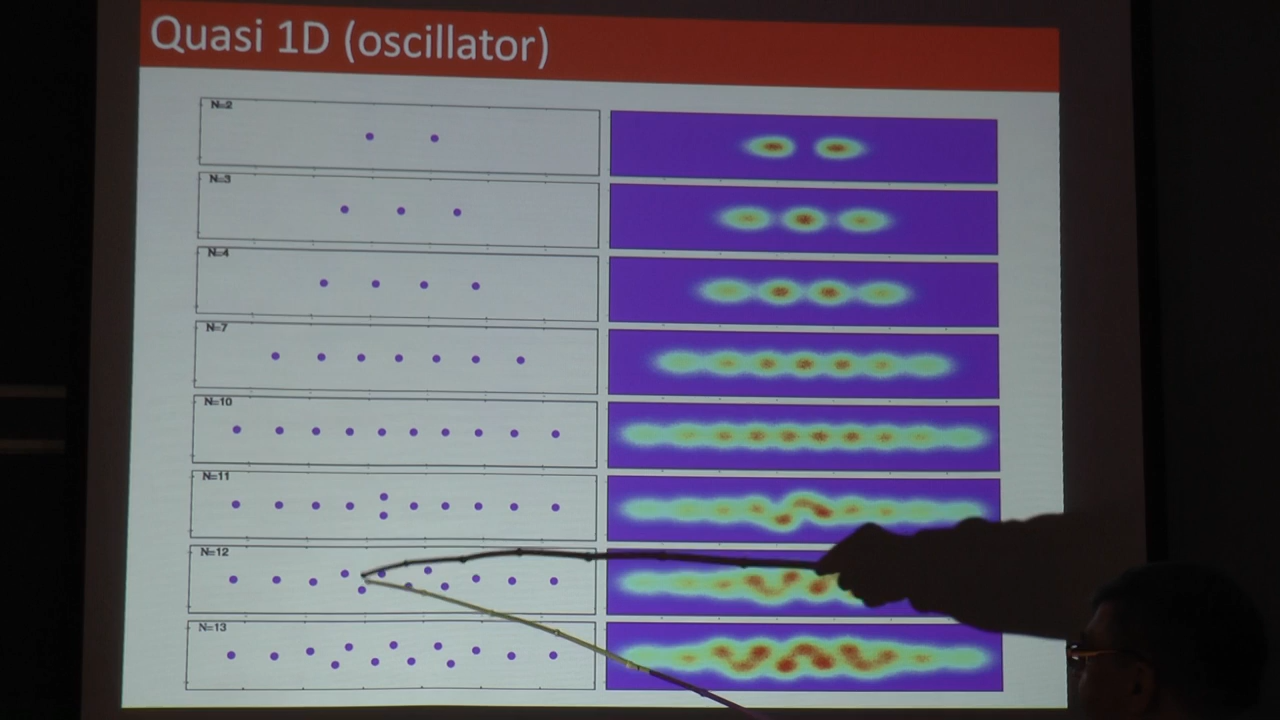 Quasi 1D (oscillator)
N=2
N=3
N=4
N=7
N=10
N=11
N=12
N=13